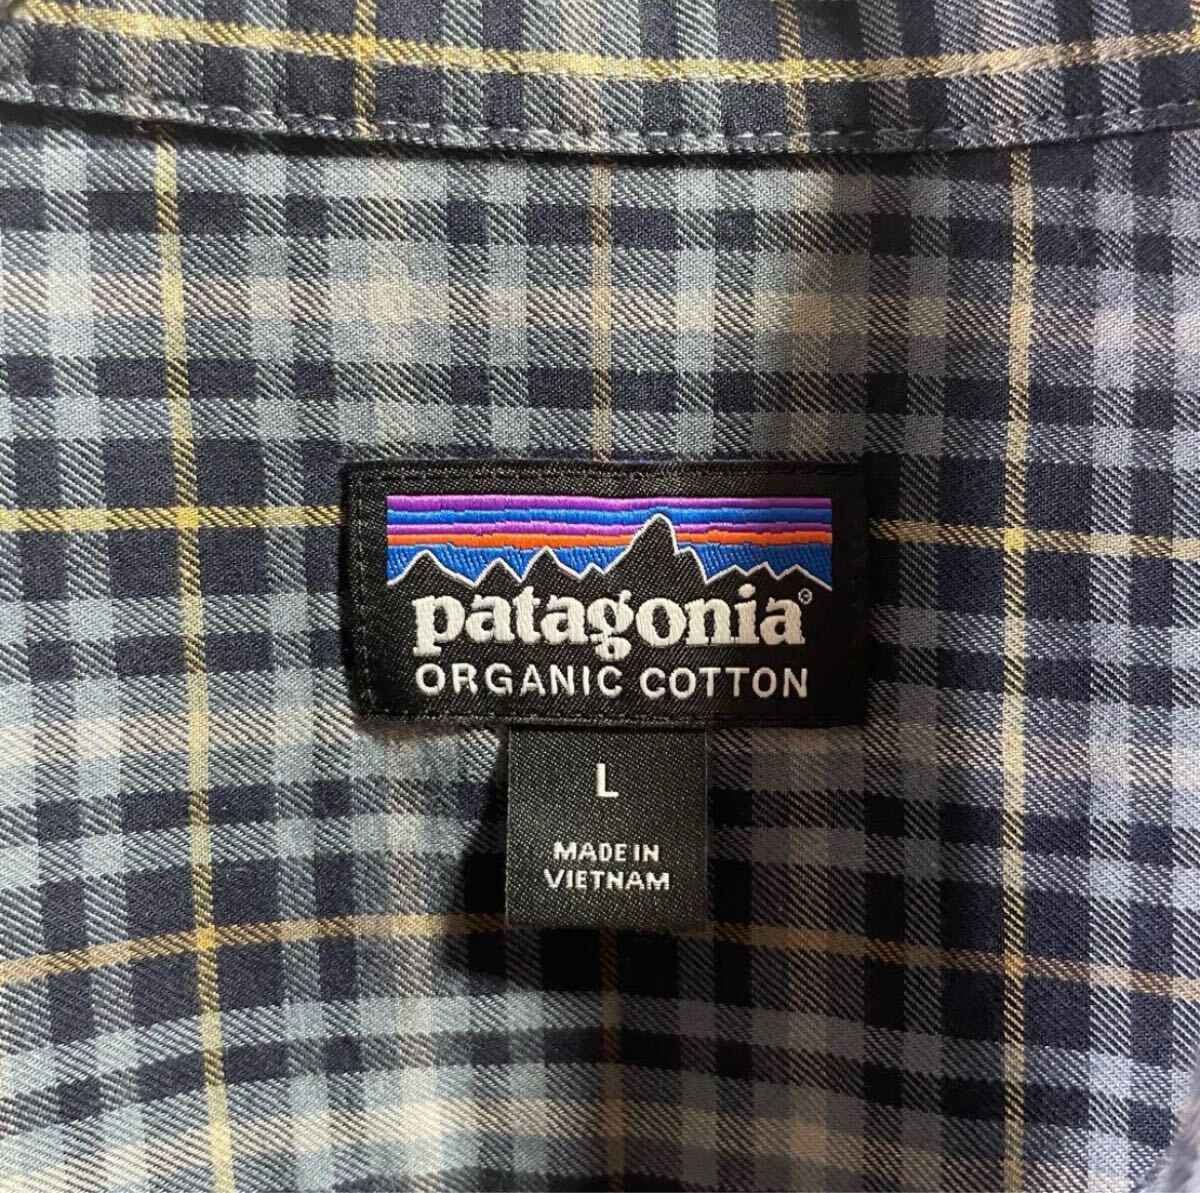 patagonia®
ORGANIC COTTON
L
MADE IN
VIETNAM